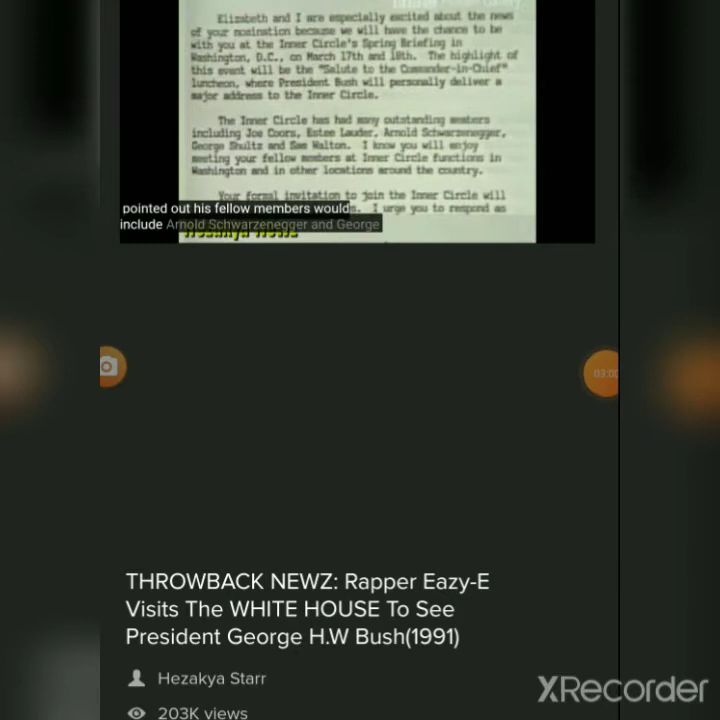 Elizabeth and I are especially excited about the news
of your nomination because we will have the chance to be
with you at the Inner Circle's Spring Briefing in
Washington, D.C., on March 17th and 18th. The highlight of
this event will be the "Salute to the Commander-in-Chief"
luncheon, where President Bush will personally deliver a
major address to the Inner Circle.
The Inner Circle has had many outstanding members
including Joe Coors, Estee Lauder, Arnold Schwarzenegger,
George Shultz and Sam Walton. I know you will enjoy
meeting your fellow members at Inner Circle functions in
Washington and in other locations around the country.
Your formal invitation to join the Inner Circle will
I urge you to respond as
pointed out his fellow members would
include Arnold Schwarzenegger and George
03:00
THROWBACK NEWZ: Rapper Eazy-E
Visits The WHITE HOUSE To See
President George H.W Bush(1991)
Hezakya Starr
203K views
XRecorder